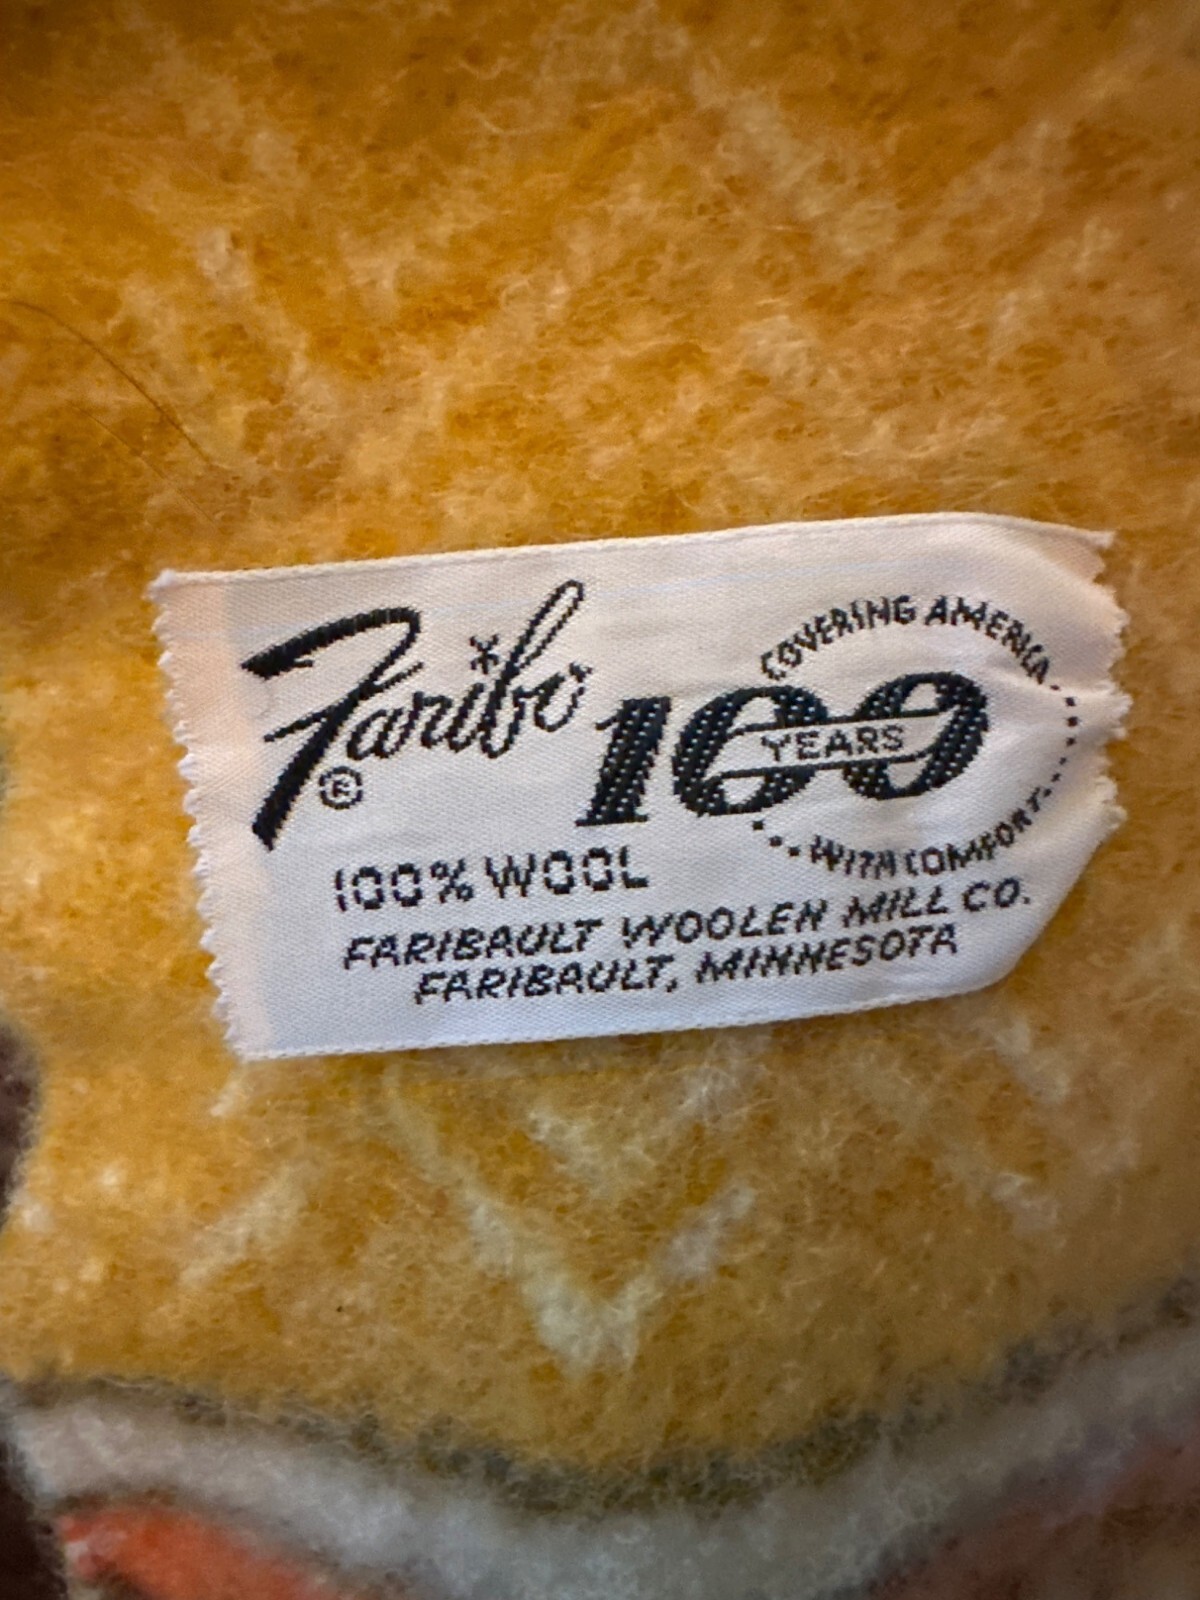 Faribo
®
100 YEARS
COVERING AMERICA
WITH COMFORT
100% WOOL
FARIBAULT WOOLEN MILL CO.
FARIBAULT, MINNESOTA